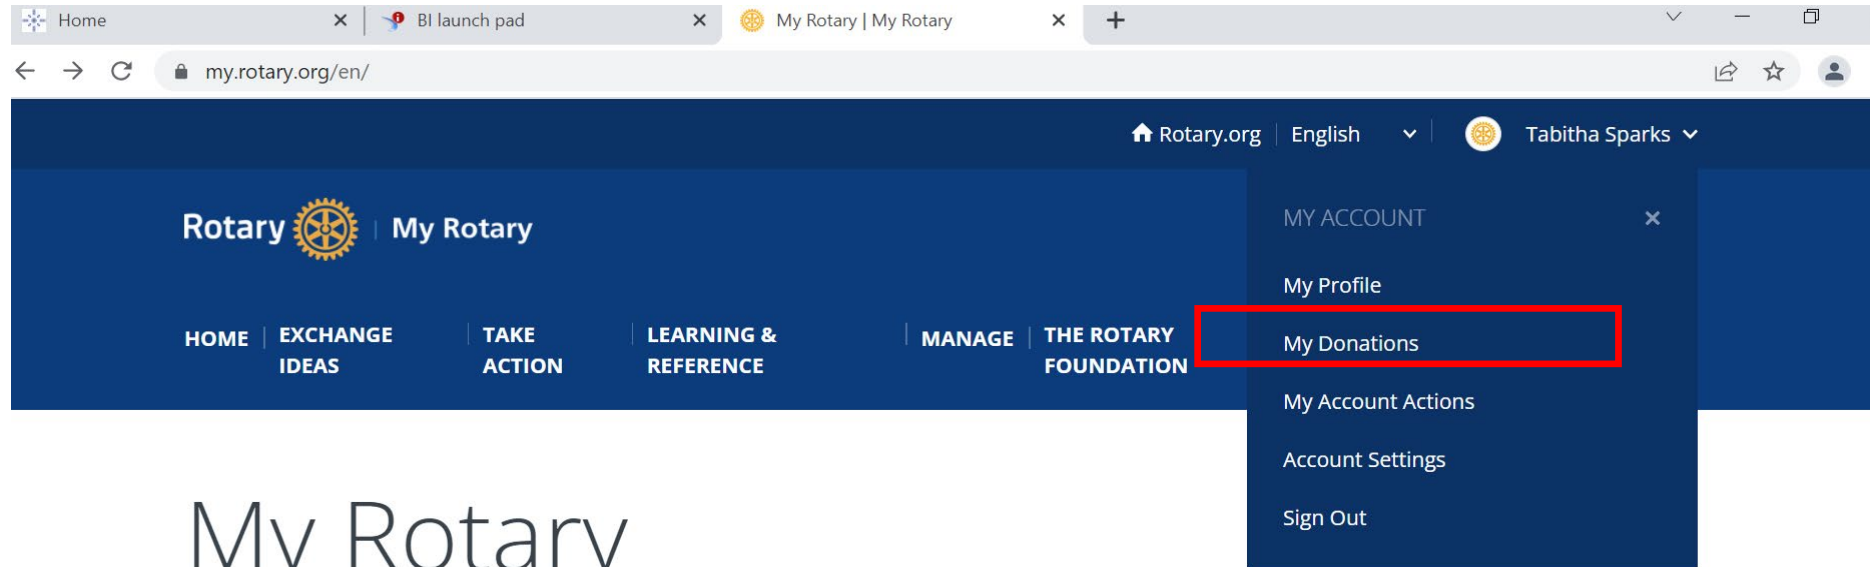 Home
BI launch pad
My Rotary | My Rotary
my.rotary.org/en/
Rotary.org
English
Tabitha Sparks
Rotary
My Rotary
HOME
EXCHANGE
IDEAS
TAKE
ACTION
LEARNING &
REFERENCE
MANAGE
THE ROTARY
FOUNDATION
MY ACCOUNT
My Profile
My Donations
My Account Actions
Account Settings
Sign Out
My Rotary